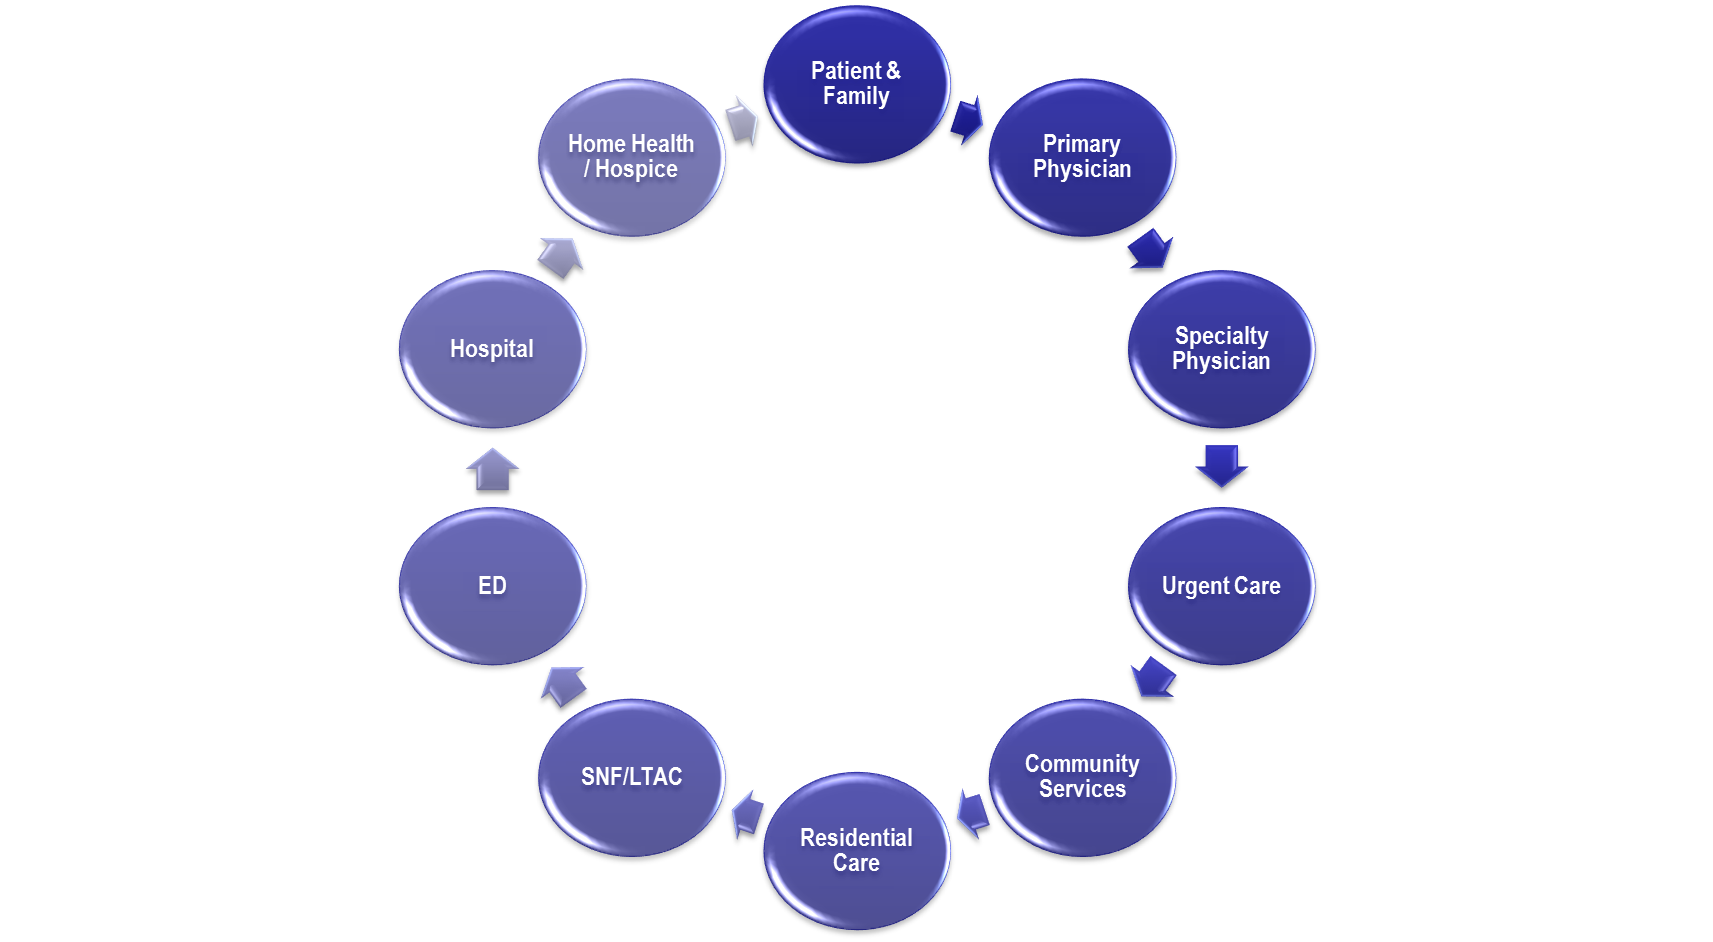 Patient &
Family
Primary
Physician
Specialty
Physician
Urgent Care
Community
Services
Residential
Care
SNF/LTAC
ED
Hospital
Home Health
/ Hospice